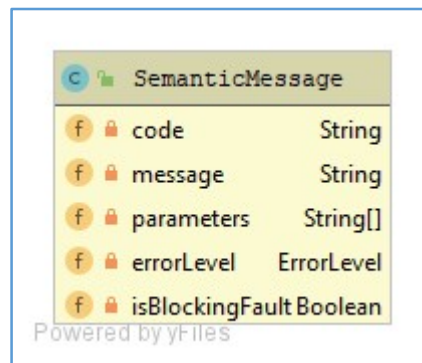 C SemanticMessage
f code String
f message String
f parameters String[]
f errorLevel ErrorLevel
f isBlockingFault Boolean
Powered by yFiles